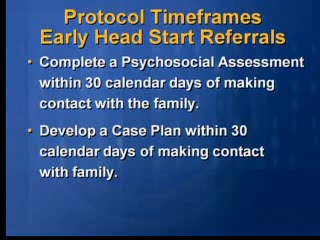 Protocol Timeframes
Early Head Start Referrals
• Complete a Psychosocial Assessment
within 30 calendar days of making
contact with the family.
• Develop a Case Plan within 30
calendar days of making contact
with family.